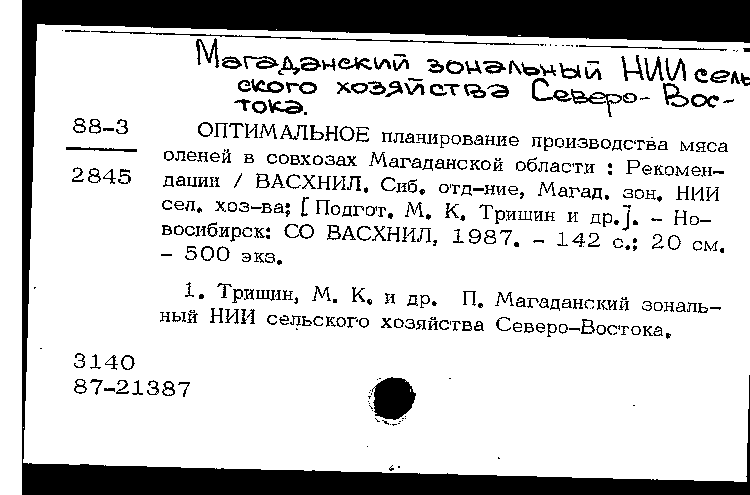 Магаданский зональный НИИ сель
ского хозяйства Северо-Вос-
тока.
88-3
2845
ОПТИМАЛЬНОЕ планирование производства мяса
оленей в совхозах Магаданской области : Рекомен-
дации / ВАСХНИЛ. Сиб. отд-ние, Магад. зон. НИИ
сел. хоз-ва; [Подгот. М. К. Тришин и др.]. - Но-
восибирск: СО ВАСХНИЛ, 1987. - 142 с.; 20 см.
- 500 экз.
1. Тришин, М. К. и др. П. Магаданский зональ-
ный НИИ сельского хозяйства Северо-Востока.
3140
87-21387